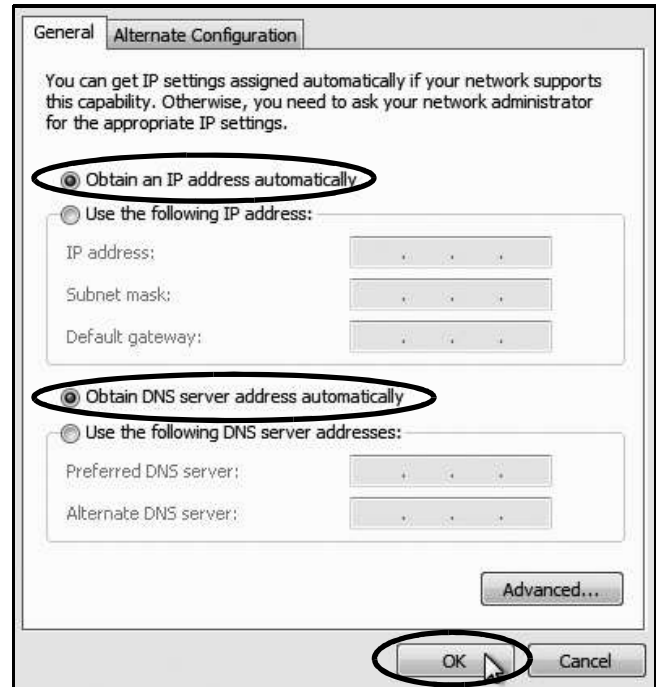 General
Alternate Configuration
You can get IP settings assigned automatically if your network supports
this capability. Otherwise, you need to ask your network administrator
for the appropriate IP settings.
Obtain an IP address automatically
Use the following IP address:
IP address:
Subnet mask:
Default gateway:
Obtain DNS server address automatically
Use the following DNS server addresses:
Preferred DNS server:
Alternate DNS server:
Advanced...
OK
Cancel